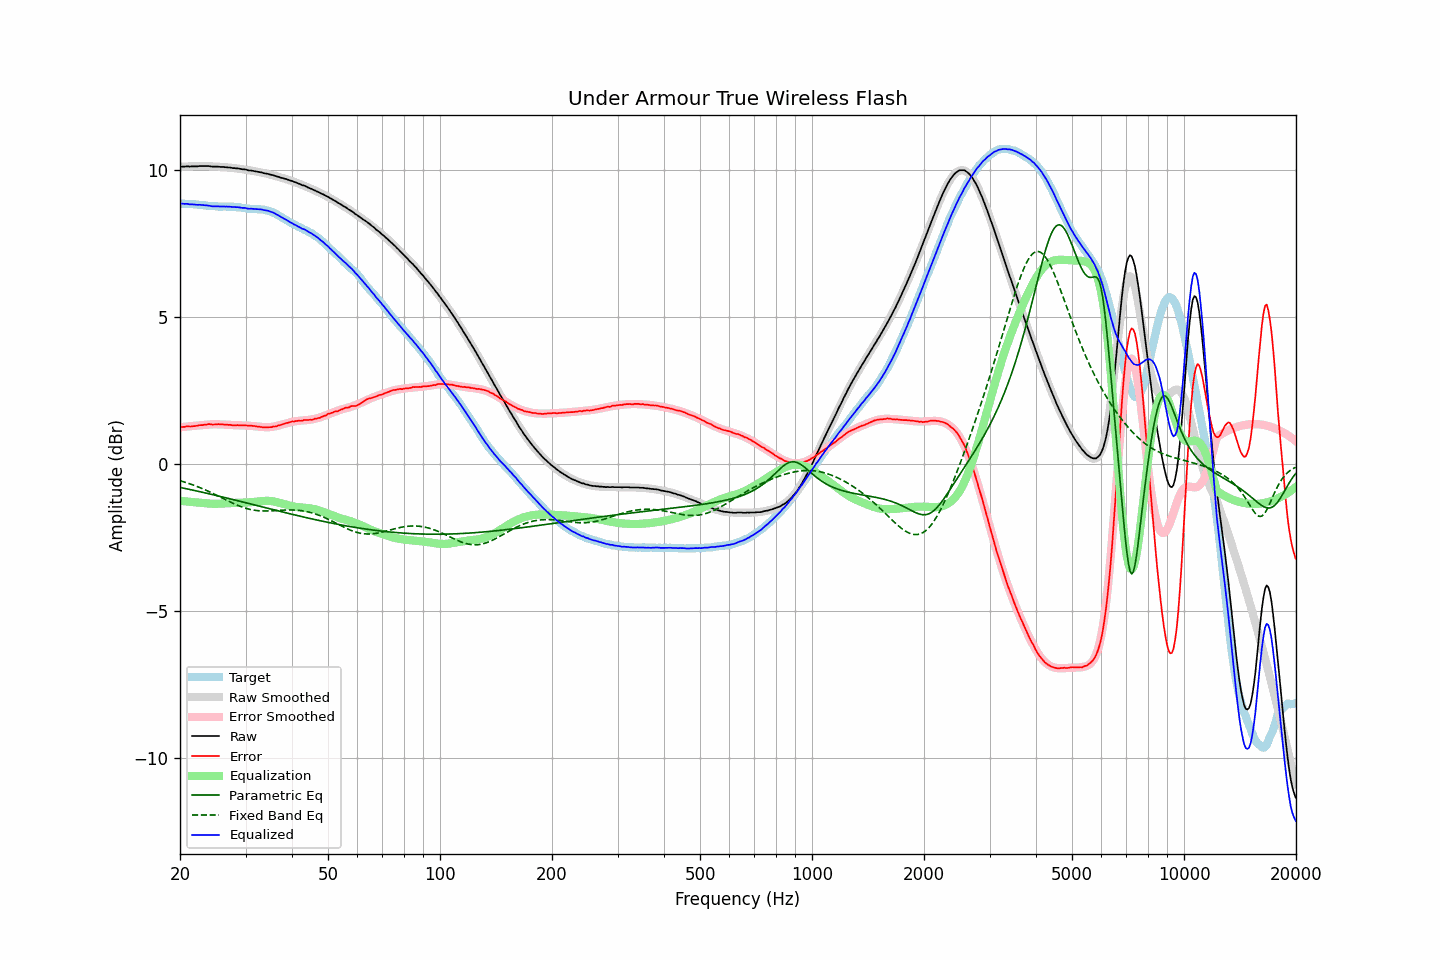 Under Armour True Wireless Flash
Amplitude (dBr)
10
5
0
−5
−10
Target
Raw Smoothed
Error Smoothed
Raw
Error
Equalization
Parametric Eq
Fixed Band Eq
Equalized
20 50 100 200 500 1000 2000 5000 10000 20000
Frequency (Hz)